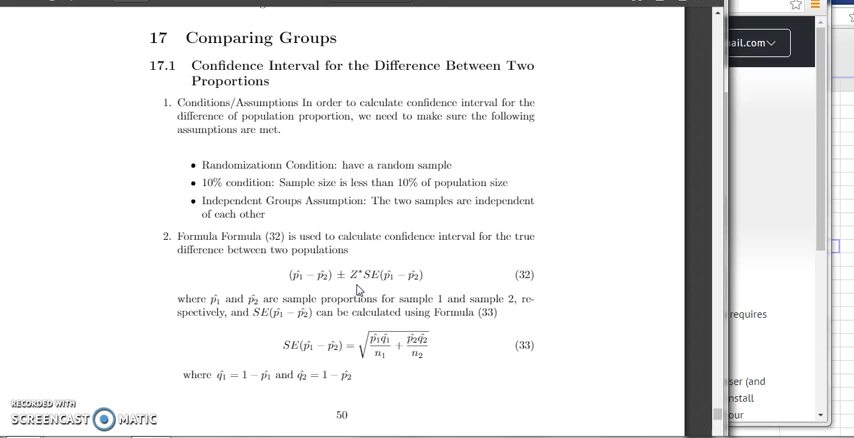 17 Comparing Groups
ail.com
17.1 Confidence Interval for the Difference Between Two
Proportions
1. Conditions/Assumptions In order to calculate confidence interval for the
difference of population proportion, we need to make sure the following
assumptions are met.
• Randomizationn Condition: have a random sample
• 10% condition: Sample size is less than 10% of population size
• Independent Groups Assumption: The two samples are independent
of each other
2. Formula Formula (32) is used to calculate confidence interval for the true
difference between two populations
(p̂₁ − p̂₂) ± Z*SE(p̂₁ − p̂₂) (32)
where p̂₁ and p̂₂ are sample proportions for sample 1 and sample 2, re-
spectively, and SE(p̂₁ − p̂₂) can be calculated using Formula (33)
SE(p̂₁ − p̂₂) = √(p̂₁q̂₁/n₁ + p̂₂q̂₂/n₂) (33)
where q̂₁ = 1 − p̂₁ and q̂₂ = 1 − p̂₂
50
requires
ser (and
nstall
our
RECORDED WITH
SCREENCAST MATIC